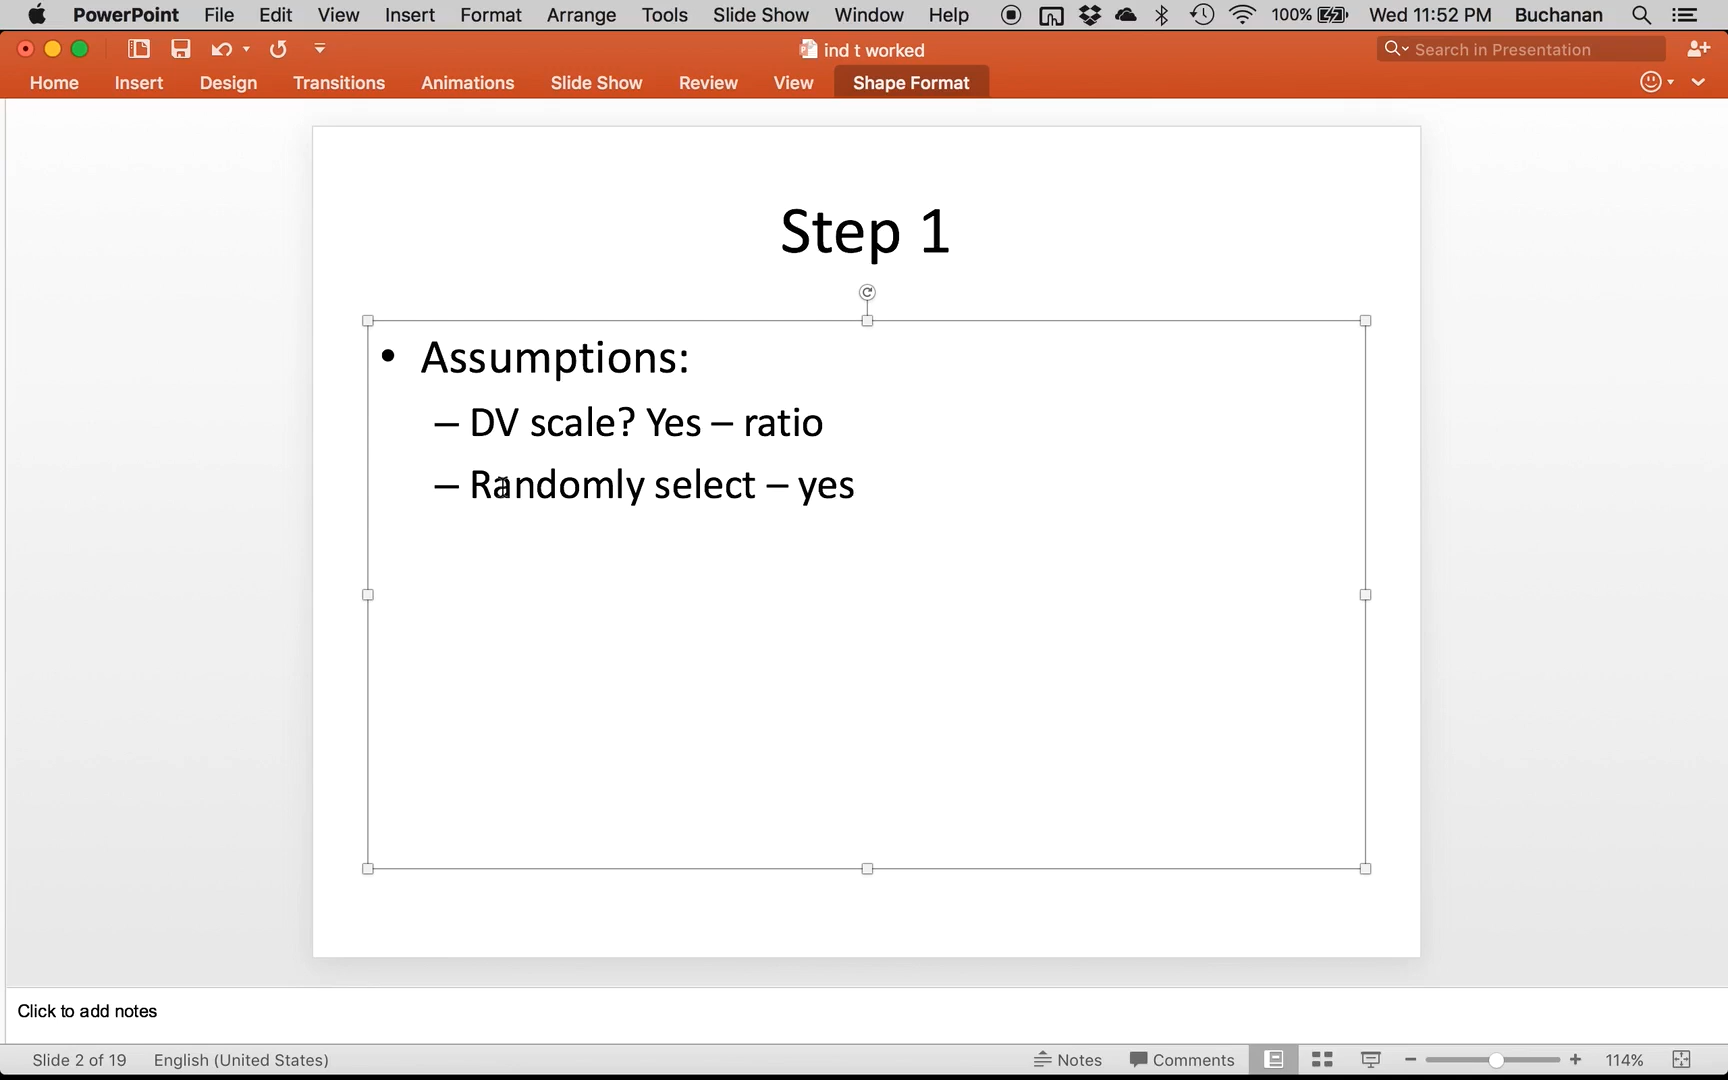 PowerPoint File Edit View Insert Format Arrange Tools Slide Show Window Help 100% Wed 11:52 PM Buchanan
ind t worked
Search in Presentation
Home Insert Design Transitions Animations Slide Show Review View Shape Format
Step 1
• Assumptions:
– DV scale? Yes – ratio
– Randomly select – yes
Click to add notes
Slide 2 of 19 English (United States) Notes Comments 114%